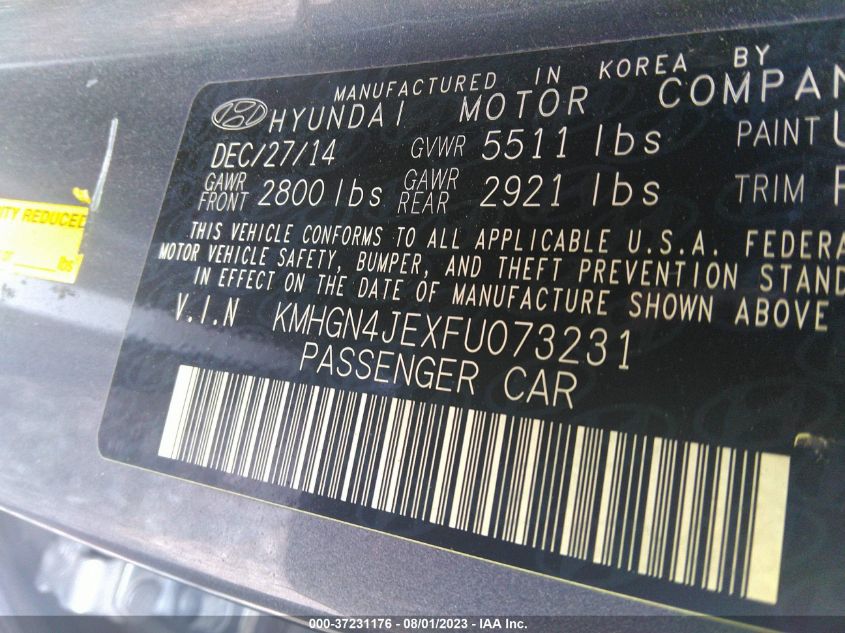 MANUFACTURED IN KOREA BY
HYUNDAI MOTOR COMPAN
DEC/27/14 GVWR 5511 lbs PAINT U
GAWR FRONT 2800 lbs GAWR REAR 2921 lbs TRIM
THIS VEHICLE CONFORMS TO ALL APPLICABLE U.S.A. FEDERA
MOTOR VEHICLE SAFETY, BUMPER, AND THEFT PREVENTION STAND
IN EFFECT ON THE DATE OF MANUFACTURE SHOWN ABOVE
V.I.N KMHGN4JEXFU073231
PASSENGER CAR
ITY REDUCED
lbs
000-37231176 - 08/01/2023 - IAA Inc.